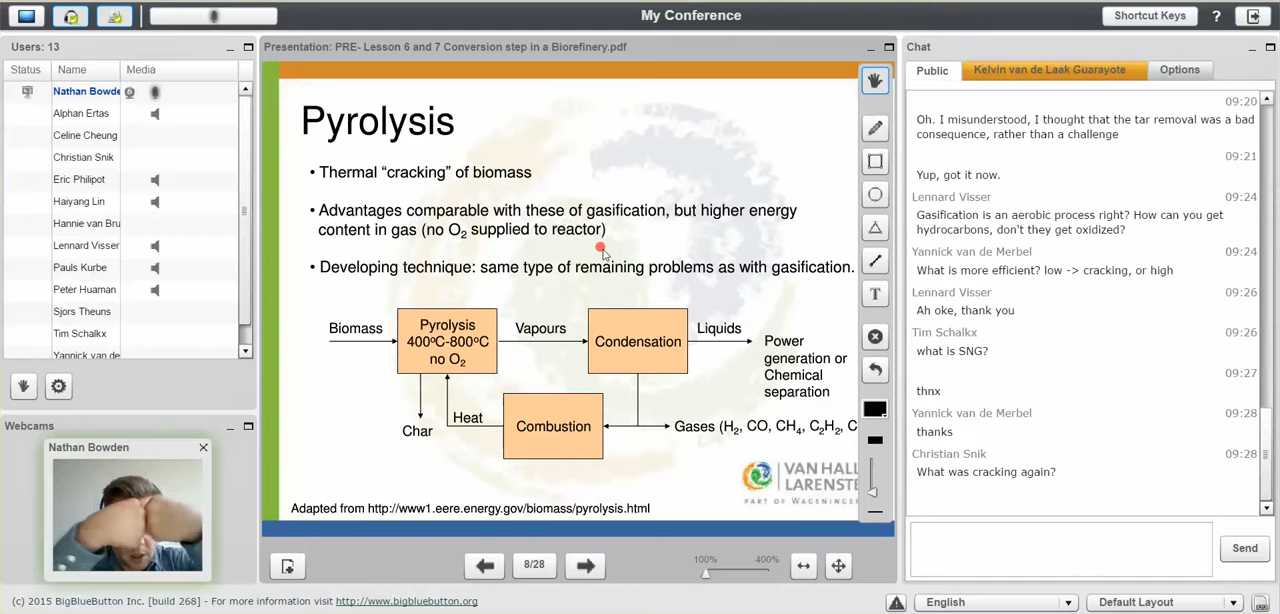 My Conference
Shortcut Keys
?
Users: 13
Status Name Media
Nathan Bowde
Alphan Ertas
Celine Cheung
Christian Snik
Eric Philipot
Haiyang Lin
Hannie van Bru
Lennard Visser
Pauls Kurbe
Peter Huaman
Sjors Theuns
Tim Schalkx
Yannick van de
Webcams
Nathan Bowden
Presentation: PRE- Lesson 6 and 7 Conversion step in a Biorefinery.pdf
Pyrolysis
• Thermal “cracking” of biomass
• Advantages comparable with these of gasification, but higher energy
content in gas (no O2 supplied to reactor)
• Developing technique: same type of remaining problems as with gasification.
Biomass
Pyrolysis
400ºC-800ºC
no O2
Vapours
Condensation
Liquids
Power
generation or
Chemical
separation
Char
Heat
Combustion
Gases (H2, CO, CH4, C2H2, C
VAN HALL
LARENSTE
PART OF WAGENINGEN
Adapted from http://www1.eere.energy.gov/biomass/pyrolysis.html
T
8/28
100% 400%
Chat
Public Kelvin van de Laak Guarayote Options
09:20
Oh. I misunderstood, I thought that the tar removal was a bad
consequence, rather than a challenge
09:21
Yup, got it now.
Lennard Visser 09:24
Gasification is an aerobic process right? How can you get
hydrocarbons, don't they get oxidized?
Yannick van de Merbel 09:24
What is more efficient? low -> cracking, or high
Lennard Visser 09:26
Ah oke, thank you
Tim Schalkx 09:26
what is SNG?
09:27
thnx
Yannick van de Merbel 09:28
thanks
Christian Snik 09:28
What was cracking again?
Send
(c) 2015 BigBlueButton Inc. [build 268] - For more information visit http://www.bigbluebutton.org
English
Default Layout